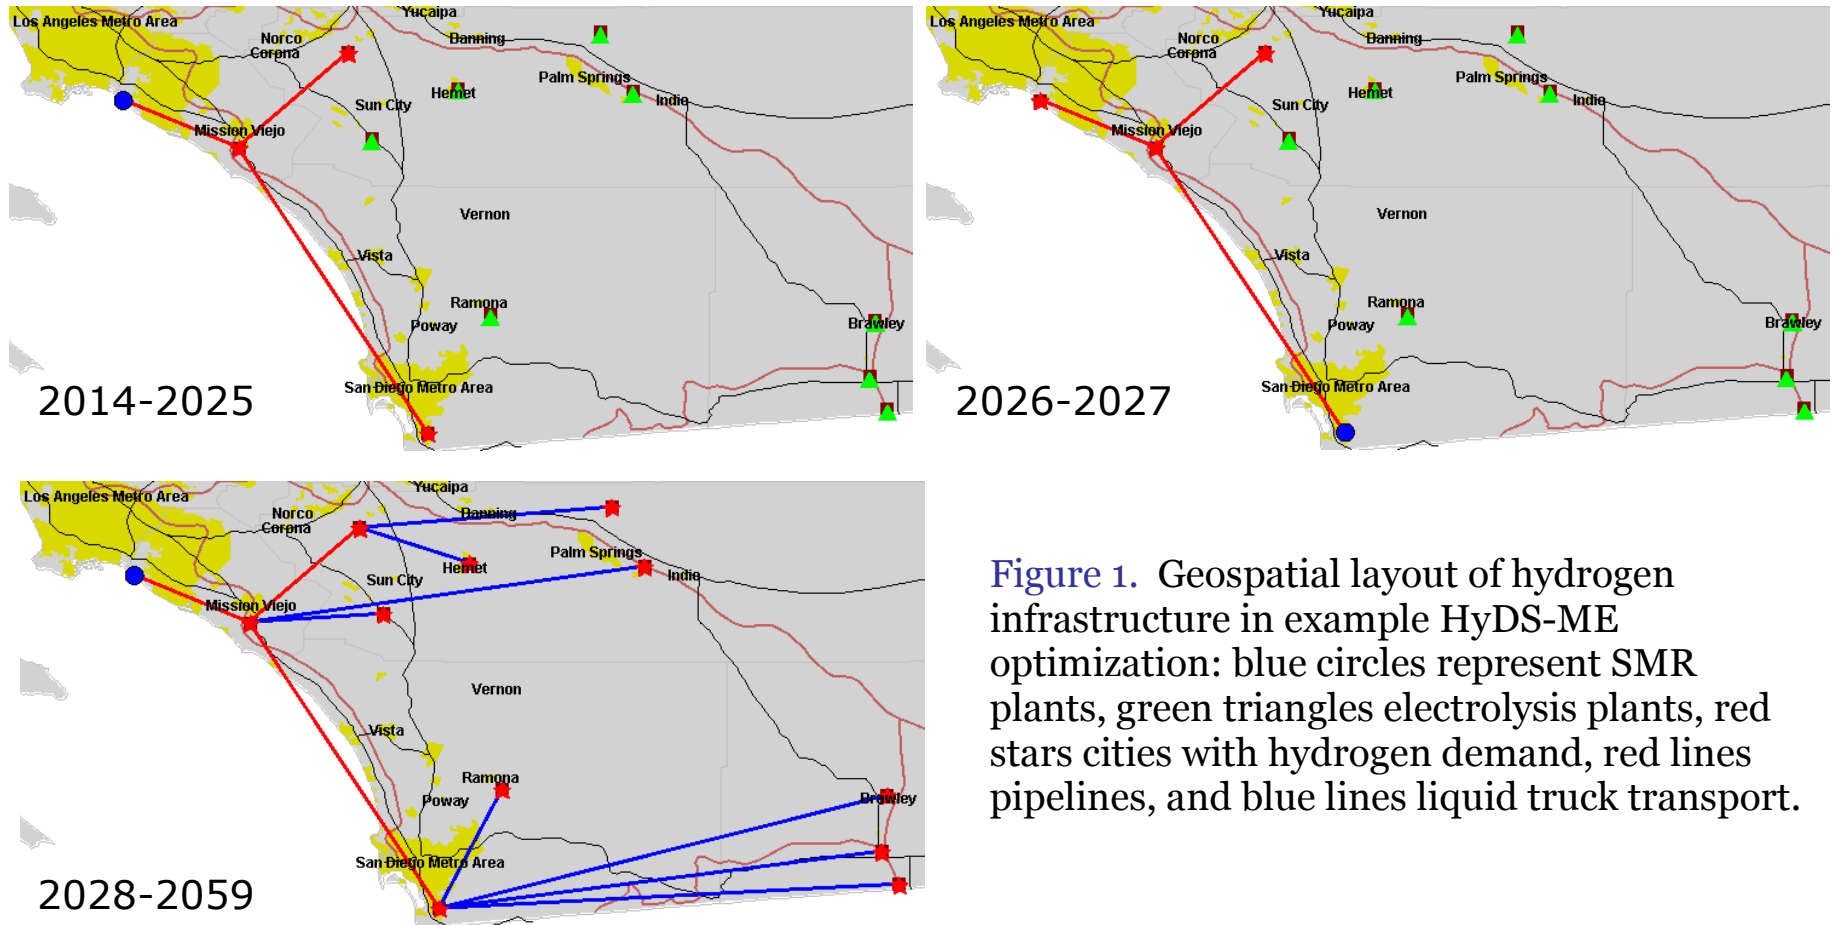 Yucaipa
Los Angeles Metro Area
Norco
Banning
Corona
Palm Springs
Hemet
Indio
Sun City
Mission Viejo
Vernon
Vista
Ramona
Poway
Brawley
San Diego Metro Area
2014-2025
Yucaipa
Los Angeles Metro Area
Norco
Banning
Corona
Palm Springs
Hemet
Indio
Sun City
Mission Viejo
Vernon
Vista
Ramona
Poway
Brawley
San Diego Metro Area
2026-2027
Yucaipa
Los Angeles Metro Area
Norco
Banning
Corona
Palm Springs
Hemet
Indio
Sun City
Mission Viejo
Vernon
Vista
Ramona
Poway
Brawley
San Diego Metro Area
2028-2059
Figure 1. Geospatial layout of hydrogen
infrastructure in example HyDS-ME
optimization: blue circles represent SMR
plants, green triangles electrolysis plants, red
stars cities with hydrogen demand, red lines
pipelines, and blue lines liquid truck transport.